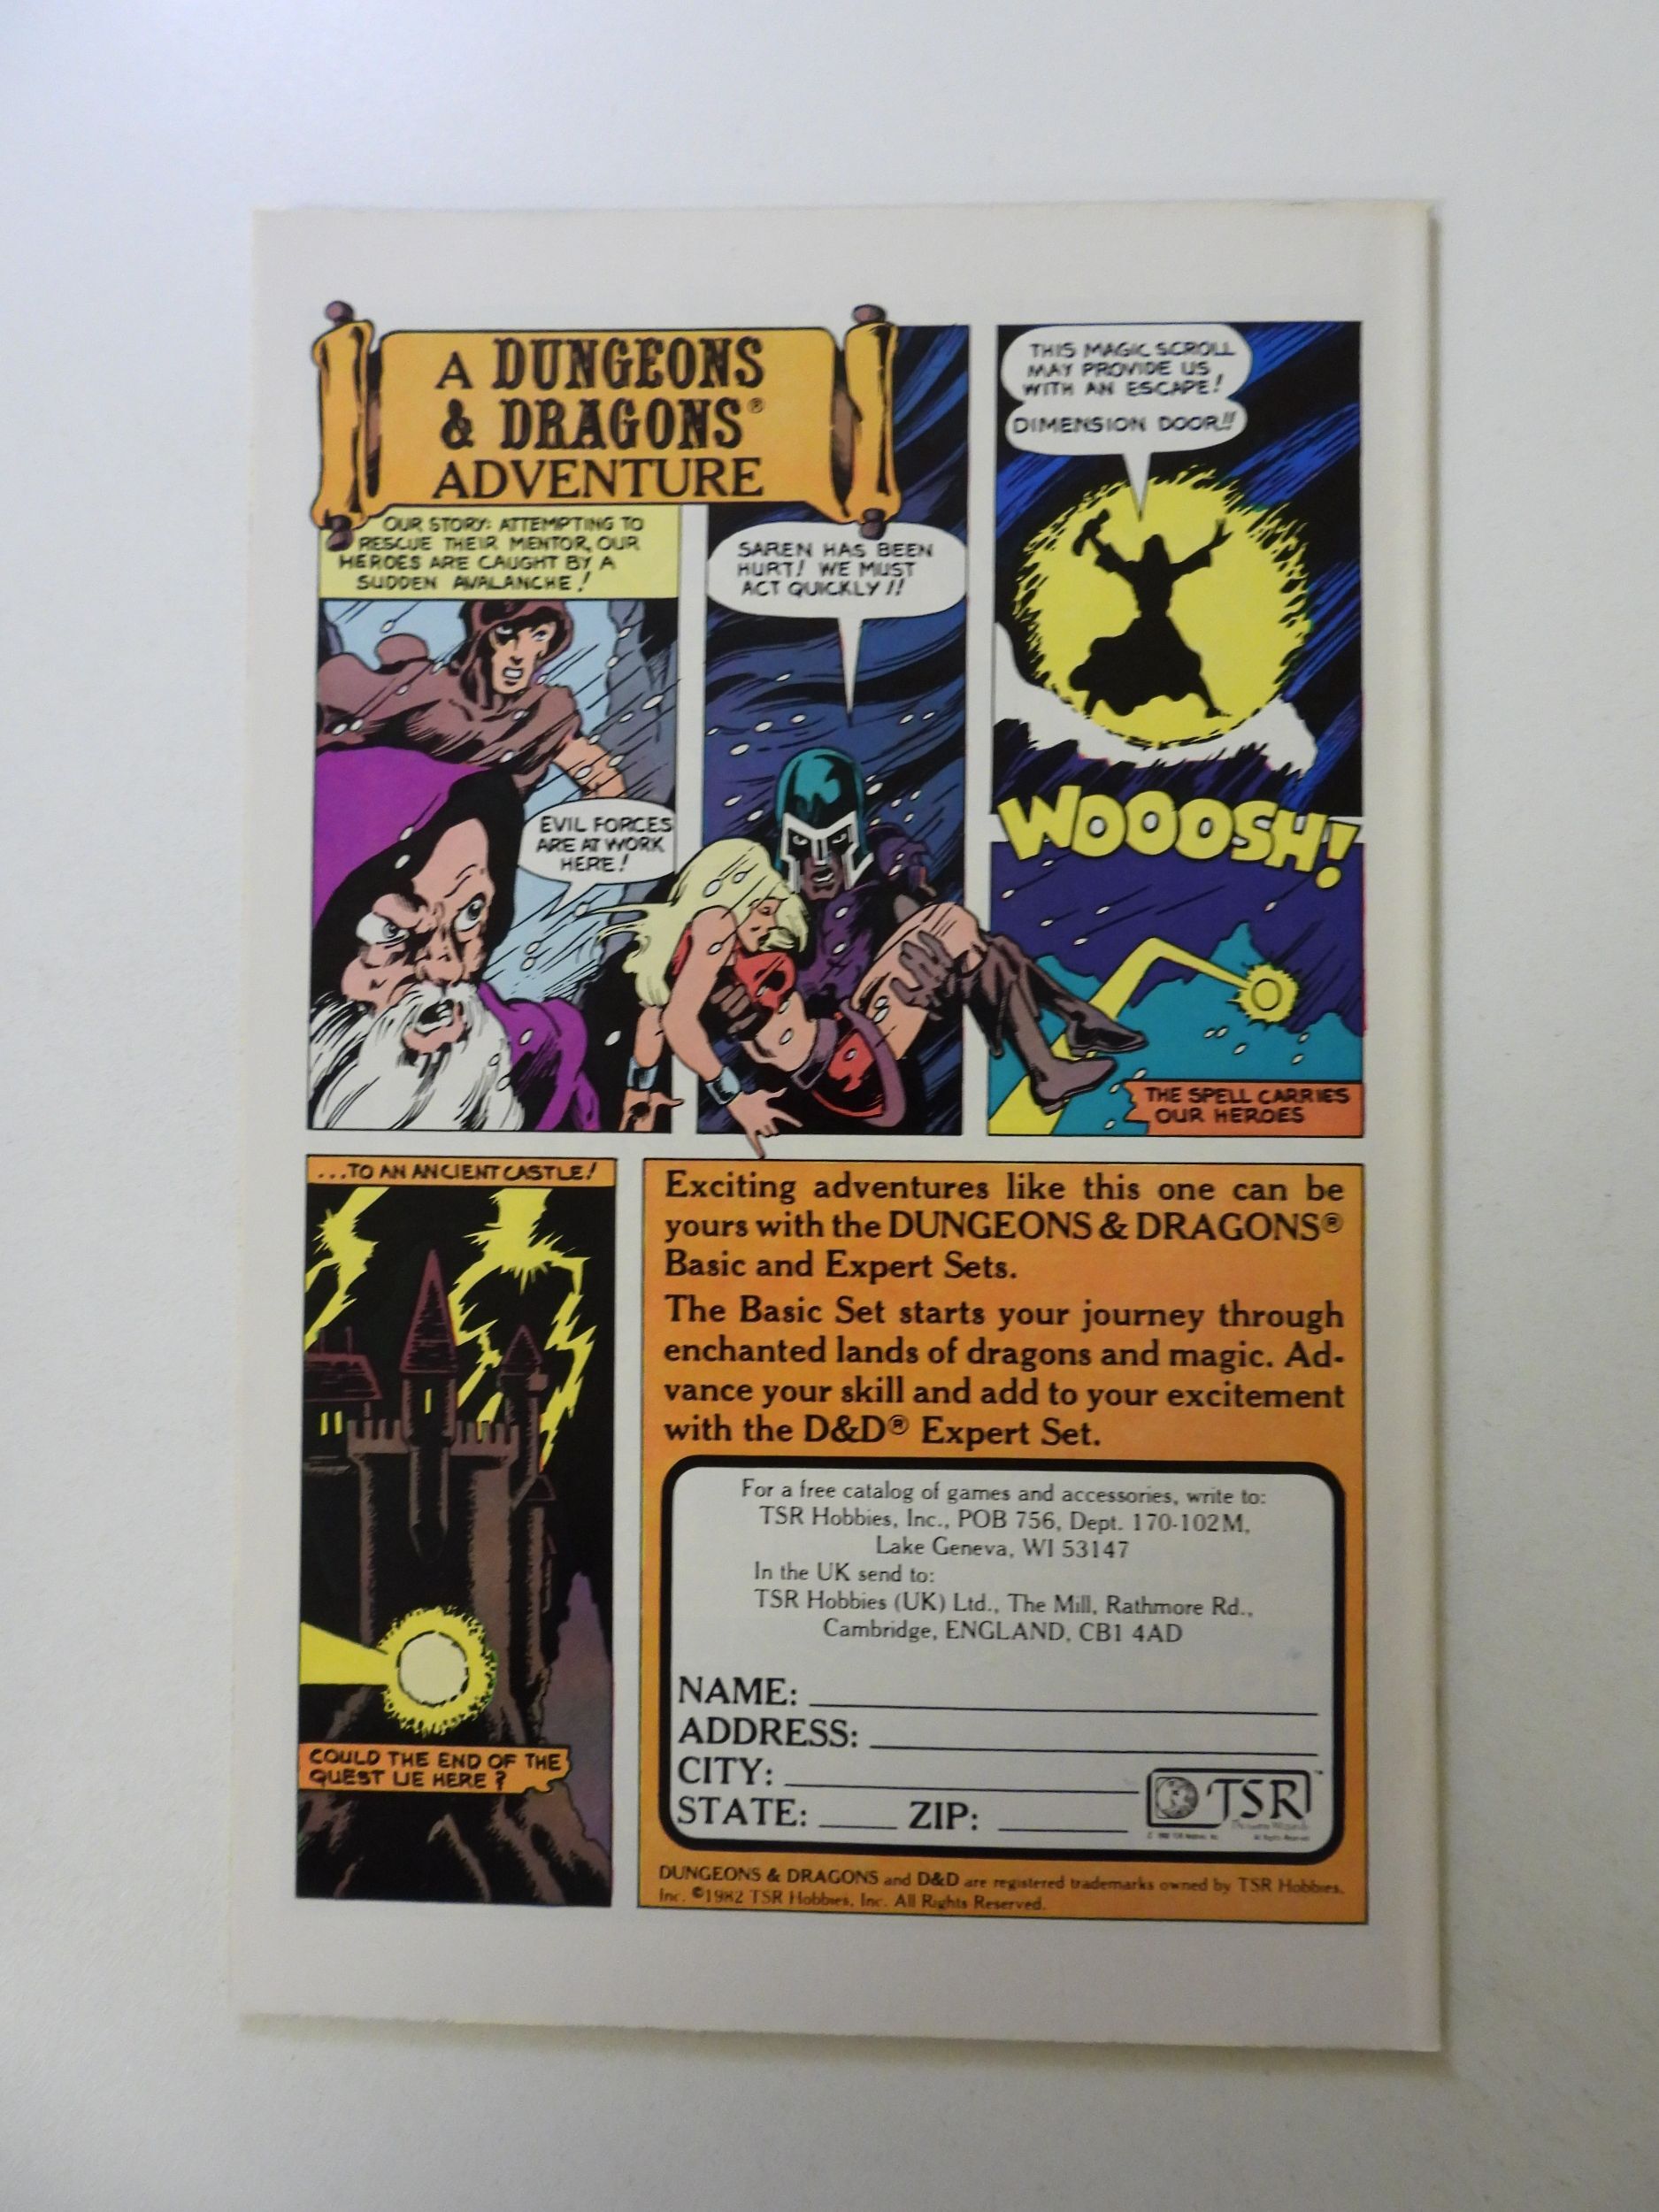 A DUNGEONS
& DRAGONS®
ADVENTURE
OUR STORY: ATTEMPTING TO
RESCUE THEIR MENTOR, OUR
HEROES ARE CAUGHT BY A
SUDDEN AVALANCHE!
EVIL FORCES
ARE AT WORK
HERE!
SAREN HAS BEEN
HURT! WE MUST
ACT QUICKLY!!
THIS MAGIC SCROLL
MAY PROVIDE US
WITH AN ESCAPE!
DIMENSION DOOR!!
WOOOSH!
THE SPELL CARRIES
OUR HEROES
...TO AN ANCIENT CASTLE!
COULD THE END OF THE
QUEST LIE HERE?
Exciting adventures like this one can be
yours with the DUNGEONS & DRAGONS®
Basic and Expert Sets.
The Basic Set starts your journey through
enchanted lands of dragons and magic. Ad-
vance your skill and add to your excitement
with the D&D® Expert Set.
For a free catalog of games and accessories, write to:
TSR Hobbies, Inc., POB 756, Dept. 170-102M,
Lake Geneva, WI 53147
In the UK send to:
TSR Hobbies (UK) Ltd., The Mill, Rathmore Rd.,
Cambridge, ENGLAND, CB1 4AD
NAME:
ADDRESS:
CITY:
STATE: ZIP:
TSR™
DUNGEONS & DRAGONS and D&D are registered trademarks owned by TSR Hobbies,
Inc. ©1982 TSR Hobbies, Inc. All Rights Reserved.